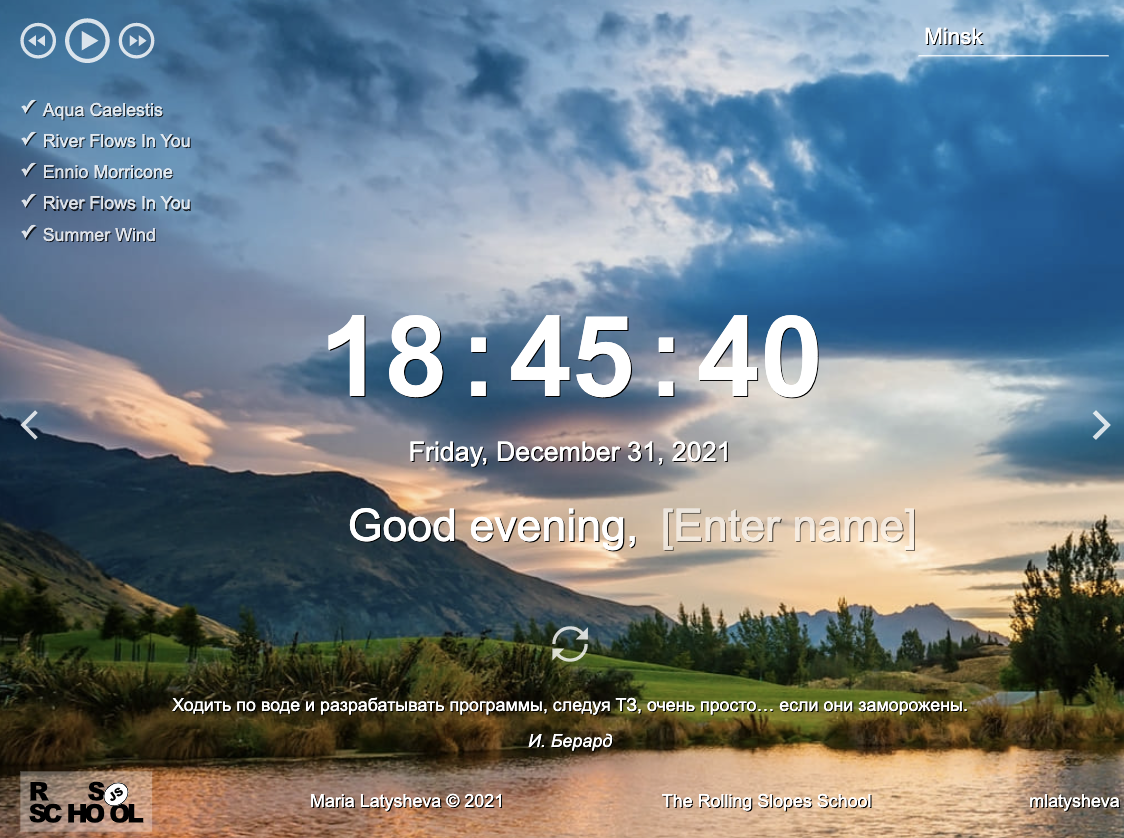 Minsk
Aqua Caelestis
River Flows In You
Ennio Morricone
River Flows In You
Summer Wind
18:45:40
Friday, December 31, 2021
Good evening, [Enter name]
Ходить по воде и разрабатывать программы, следуя ТЗ, очень просто… если они заморожены.
И. Берард
R S JS
SCHOOL
Maria Latysheva © 2021
The Rolling Slopes School
mlatysheva